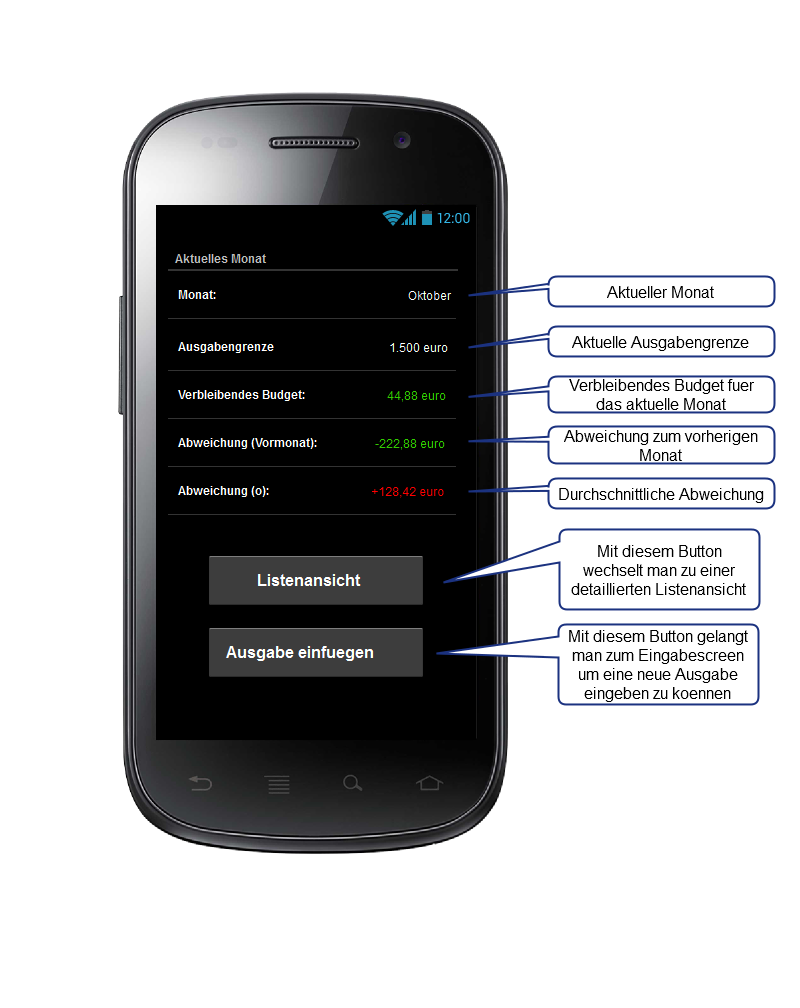 12:00
Aktuelles Monat
Monat: Oktober
Aktueller Monat
Ausgabengrenze 1.500 euro
Aktuelle Ausgabengrenze
Verbleibendes Budget: 44,88 euro
Verbleibendes Budget fuer
das aktuelle Monat
Abweichung (Vormonat): -222,88 euro
Abweichung zum vorherigen
Monat
Abweichung (o): +128,42 euro
Durchschnittliche Abweichung
Listenansicht
Mit diesem Button
wechselt man zu einer
detaillierten Listenansicht
Ausgabe einfuegen
Mit diesem Button gelangt
man zum Eingabescreen
um eine neue Ausgabe
eingeben zu koennen